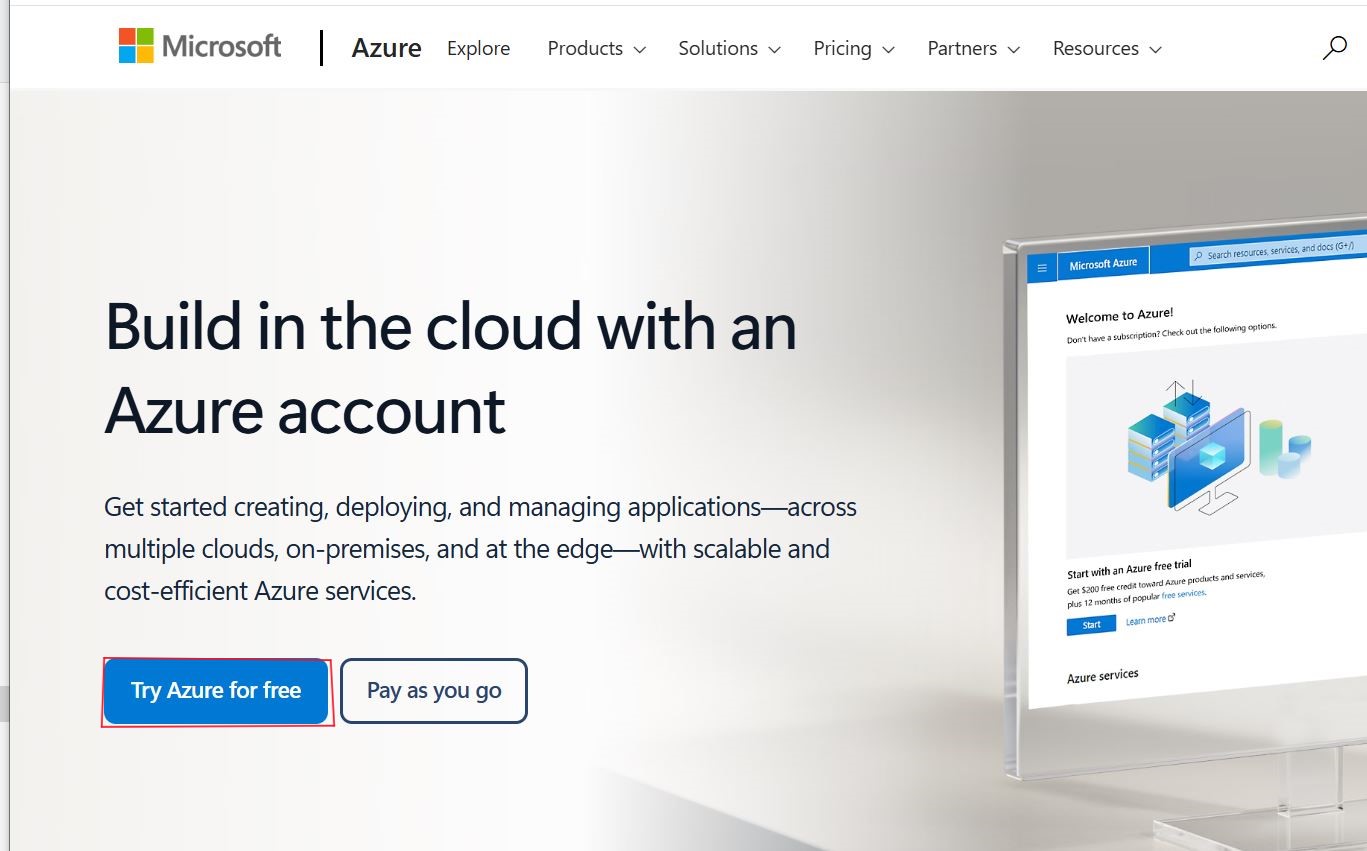 Microsoft Azure Explore Products Solutions Pricing Partners Resources
Build in the cloud with an
Azure account
Get started creating, deploying, and managing applications—across
multiple clouds, on-premises, and at the edge—with scalable and
cost-efficient Azure services.
Try Azure for free
Pay as you go
Microsoft Azure
Search resources, services, and docs (G+/)
Welcome to Azure!
Don't have a subscription? Check out the following options.
Start with an Azure free trial
Get $200 free credit toward Azure products and services,
plus 12 months of popular free services.
Start
Learn more
Azure services